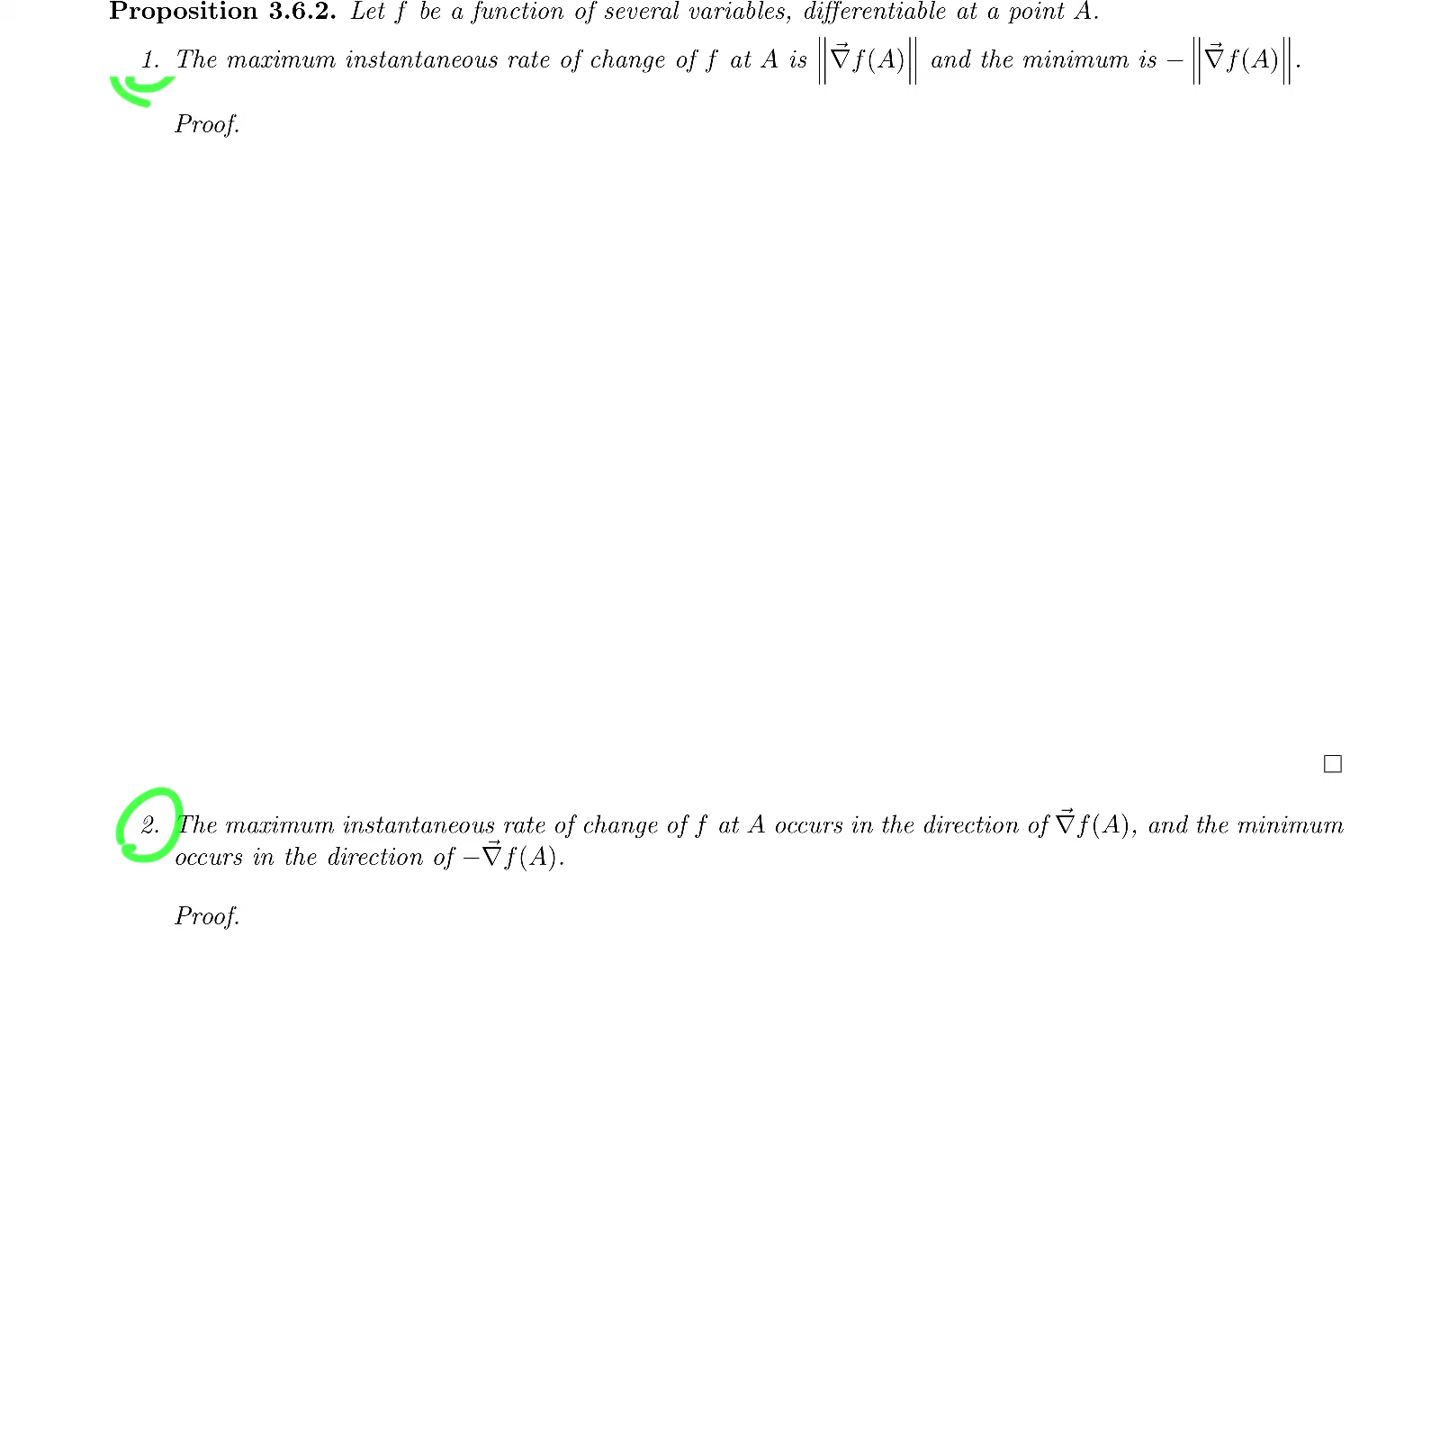 Proposition 3.6.2. Let f be a function of several variables, differentiable at a point A.
1. The maximum instantaneous rate of change of f at A is ‖∇⃗f(A)‖ and the minimum is −‖∇⃗f(A)‖.
Proof.
□
2. The maximum instantaneous rate of change of f at A occurs in the direction of ∇⃗f(A), and the minimum
occurs in the direction of −∇⃗f(A).
Proof.